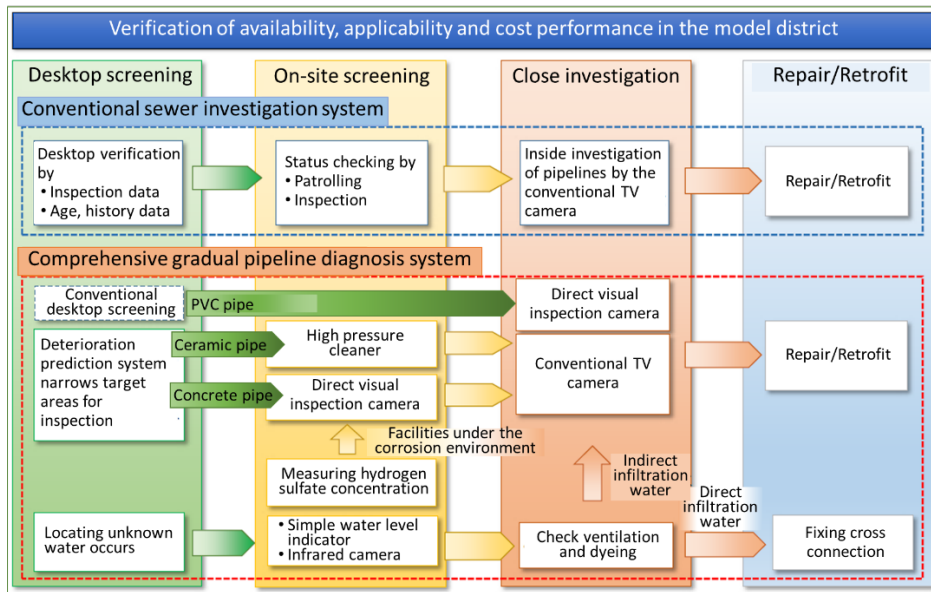 Verification of availability, applicability and cost performance in the model district
Desktop screening
On-site screening
Close investigation
Repair/Retrofit
Conventional sewer investigation system
Desktop verification
by
• Inspection data
• Age, history data
Status checking by
• Patrolling
• Inspection
Inside investigation
of pipelines by the
conventional TV
camera
Repair/Retrofit
Comprehensive gradual pipeline diagnosis system
Conventional
desktop screening
PVC pipe
Direct visual
inspection camera
Deterioration
prediction system
narrows target
areas for
inspection
Ceramic pipe
High pressure
cleaner
Conventional TV
camera
Repair/Retrofit
Concrete pipe
Direct visual
inspection camera
Facilities under the
corrosion environment
Measuring hydrogen
sulfate concentration
Indirect
infiltration
water
Direct
infiltration
water
Locating unknown
water occurs
• Simple water level
indicator
• Infrared camera
Check ventilation
and dyeing
Fixing cross
connection